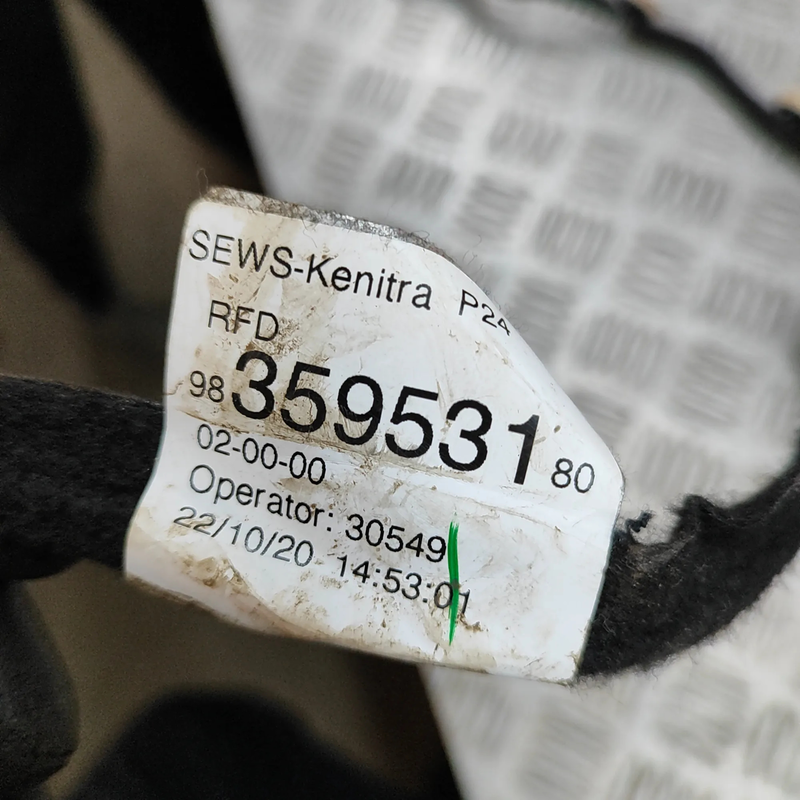 SEWS-Kenitra P24
RFD
98 359531 80
02-00-00
Operator: 30549
22/10/20 14:53:01